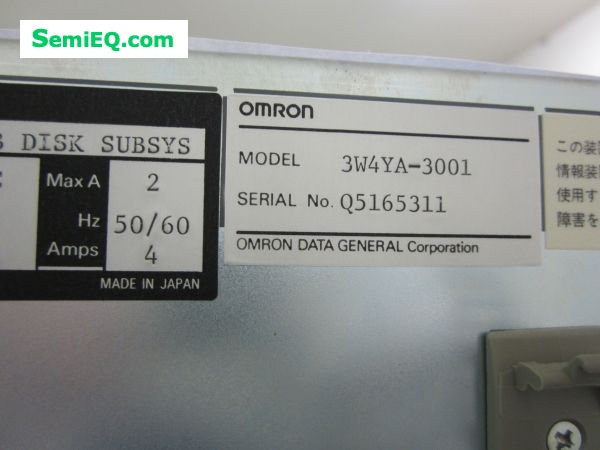 SemiEQ.com
DISK SUBSYS
Max A 2
Hz 50/60
Amps 4
MADE IN JAPAN
OMRON
MODEL 3W4YA-3001
SERIAL No. Q5165311
OMRON DATA GENERAL Corporation
この装
情報装
使用す
障害を